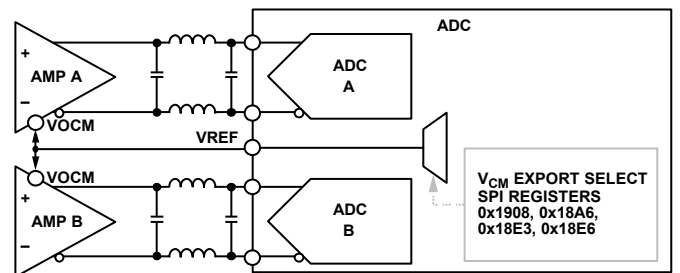 ADC
+
AMP A
–
VOCM
ADC
A
VREF
VOCM
+
AMP B
–
ADC
B
VCM EXPORT SELECT
SPI REGISTERS
0x1908, 0x18A6,
0x18E3, 0x18E6